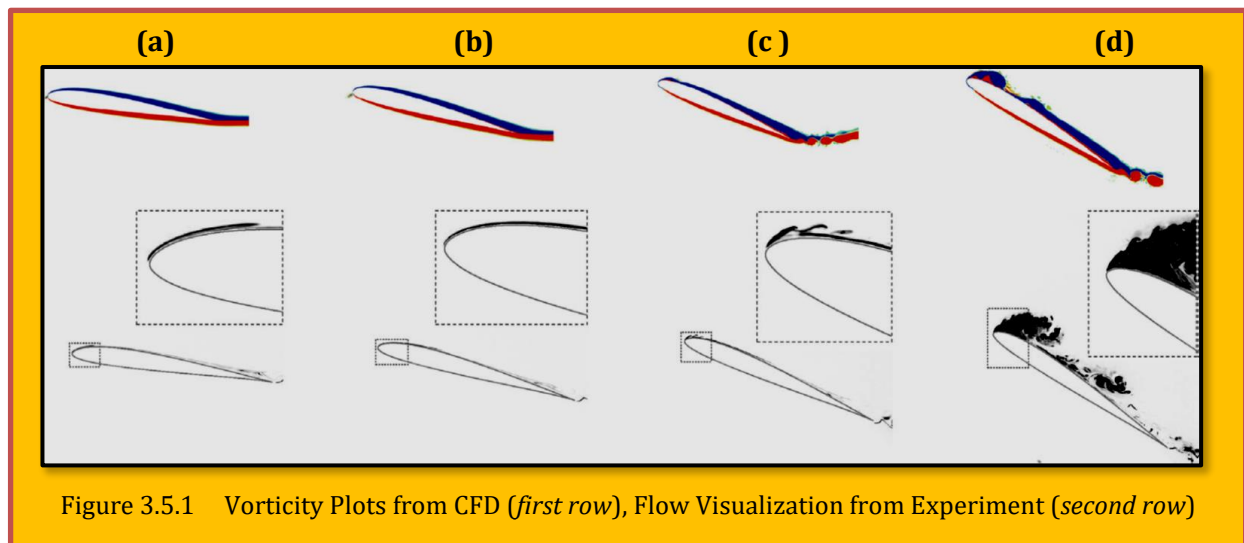 (a) (b) (c ) (d)
Figure 3.5.1 Vorticity Plots from CFD (first row), Flow Visualization from Experiment (second row)